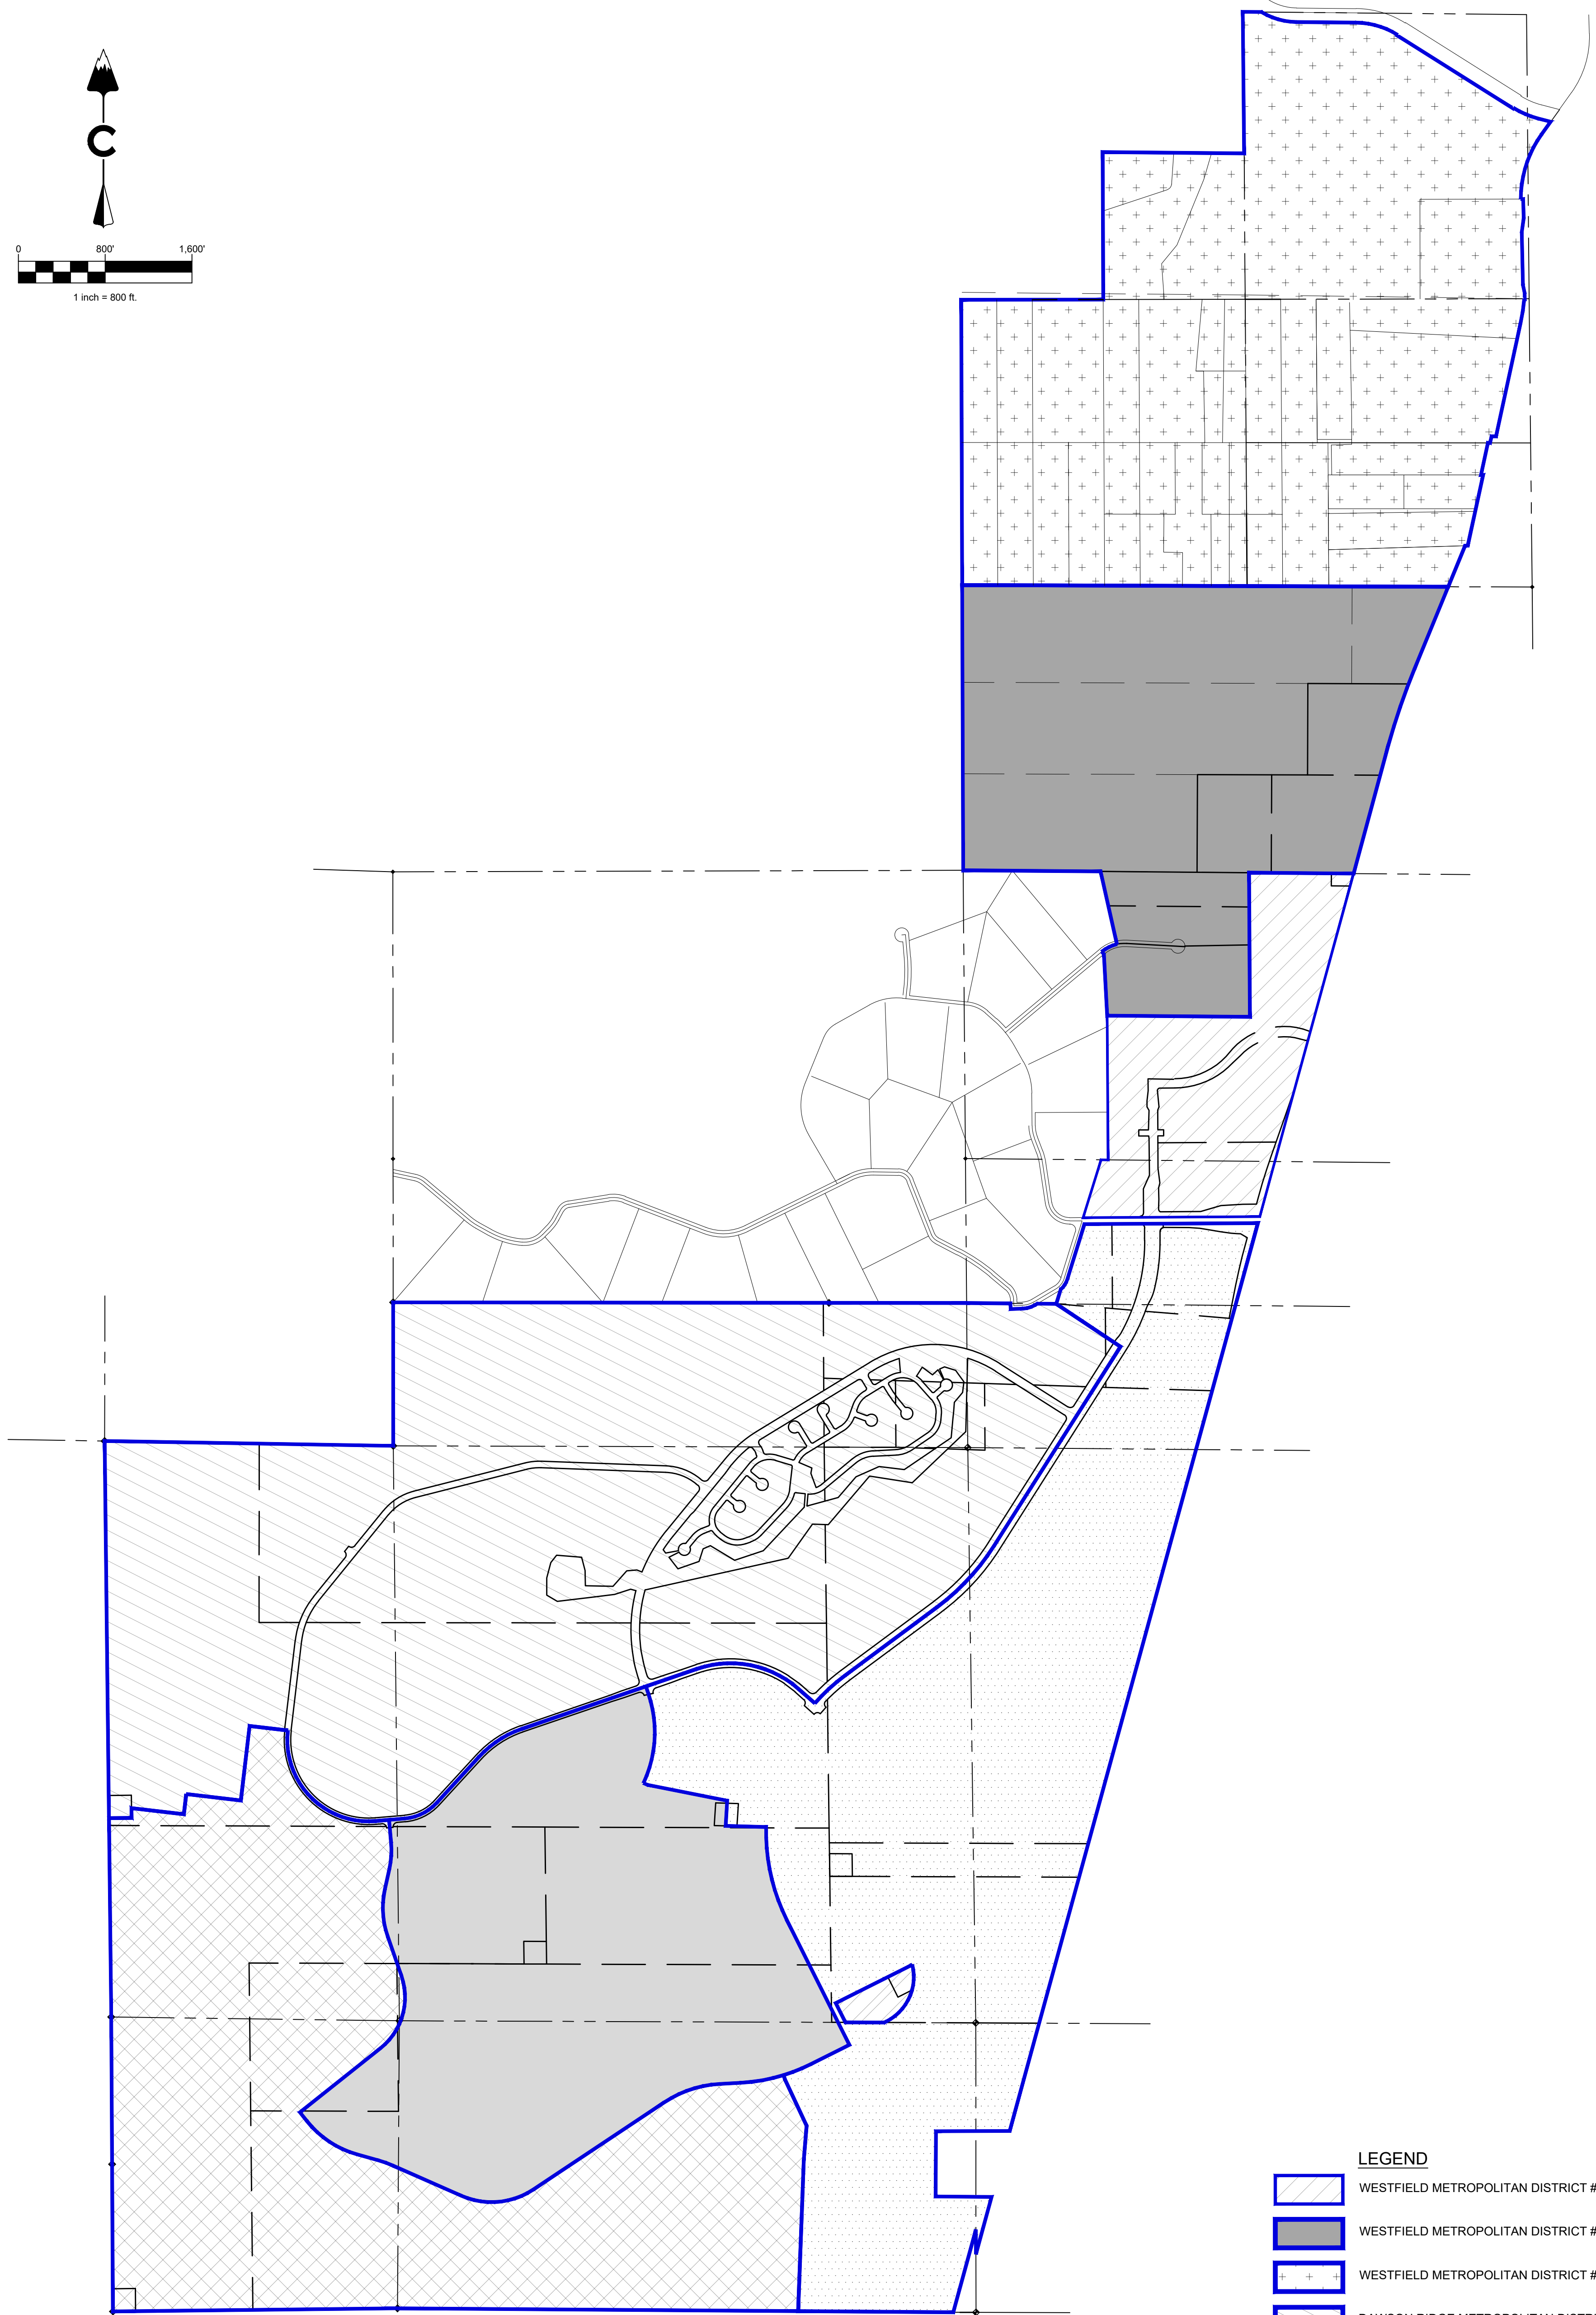 C
0 800' 1,600'
1 inch = 800 ft.
LEGEND
WESTFIELD METROPOLITAN DISTRICT #
WESTFIELD METROPOLITAN DISTRICT #
WESTFIELD METROPOLITAN DISTRICT #